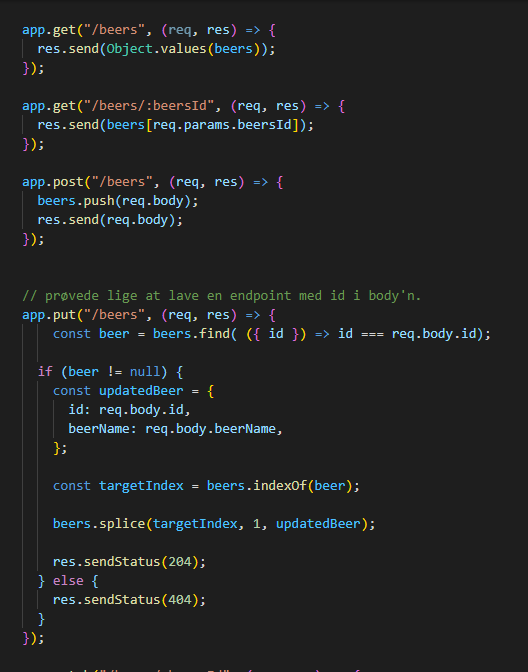 app.get("/beers", (req, res) => {
  res.send(Object.values(beers));
});

app.get("/beers/:beersId", (req, res) => {
  res.send(beers[req.params.beersId]);
});

app.post("/beers", (req, res) => {
  beers.push(req.body);
  res.send(req.body);
});


// prøvede lige at lave en endpoint med id i body'n.
app.put("/beers", (req, res) => {
    const beer = beers.find( ({ id }) => id === req.body.id);

  if (beer != null) {
    const updatedBeer = {
      id: req.body.id,
      beerName: req.body.beerName,
    };

    const targetIndex = beers.indexOf(beer);

    beers.splice(targetIndex, 1, updatedBeer);

    res.sendStatus(204);
  } else {
    res.sendStatus(404);
  }
});